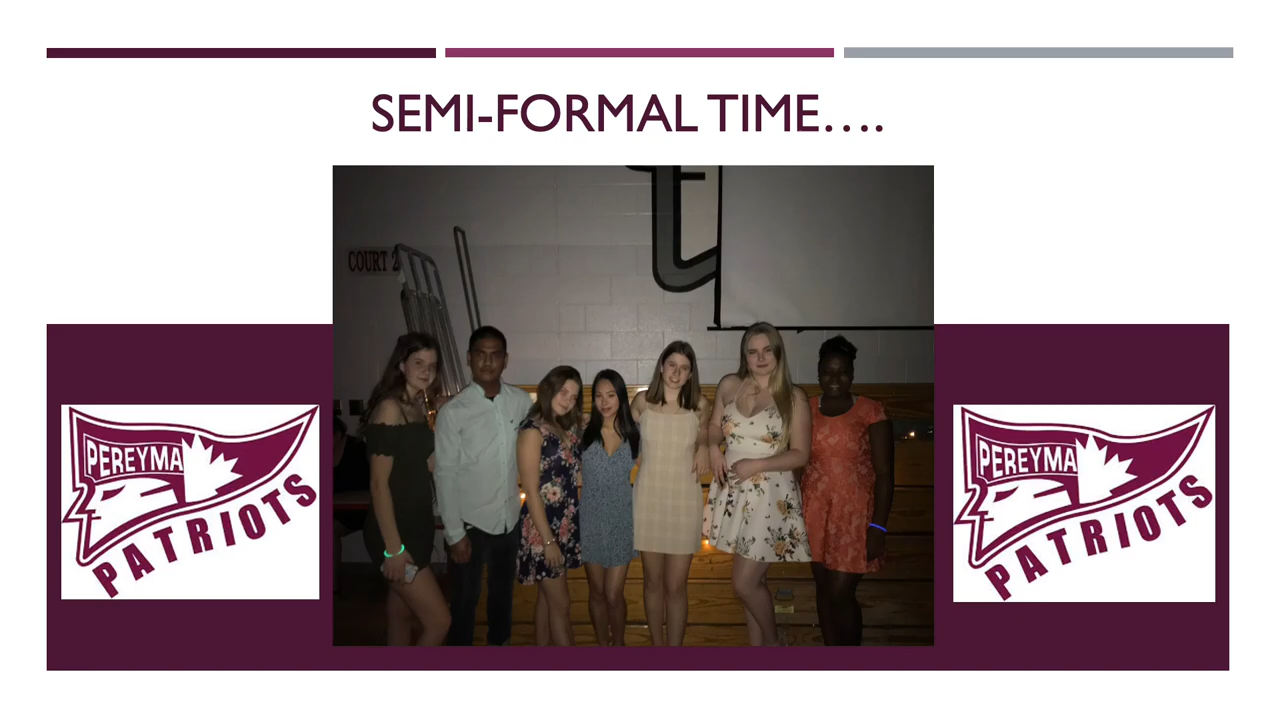 SEMI-FORMAL TIME….
COURT 2
PEREYMA
PATRIOTS
PEREYMA
PATRIOTS